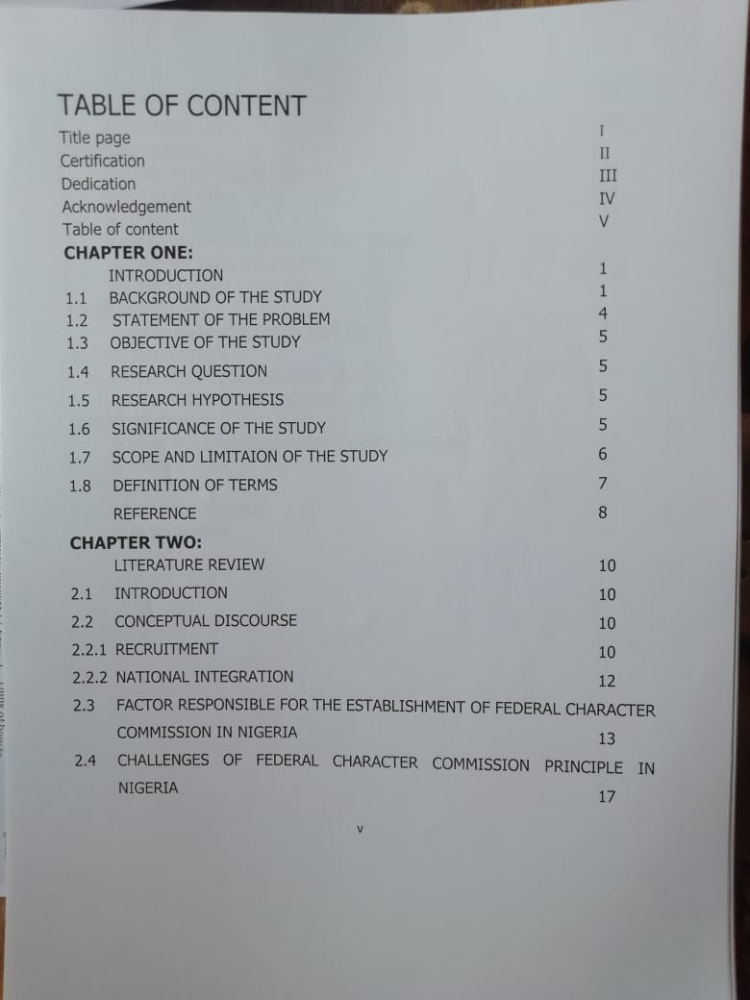 TABLE OF CONTENT
Title page I
Certification II
Dedication III
Acknowledgement IV
Table of content V
CHAPTER ONE:
INTRODUCTION 1
1.1 BACKGROUND OF THE STUDY 1
1.2 STATEMENT OF THE PROBLEM 4
1.3 OBJECTIVE OF THE STUDY 5
1.4 RESEARCH QUESTION 5
1.5 RESEARCH HYPOTHESIS 5
1.6 SIGNIFICANCE OF THE STUDY 5
1.7 SCOPE AND LIMITAION OF THE STUDY 6
1.8 DEFINITION OF TERMS 7
REFERENCE 8
CHAPTER TWO:
LITERATURE REVIEW 10
2.1 INTRODUCTION 10
2.2 CONCEPTUAL DISCOURSE 10
2.2.1 RECRUITMENT 10
2.2.2 NATIONAL INTEGRATION 12
2.3 FACTOR RESPONSIBLE FOR THE ESTABLISHMENT OF FEDERAL CHARACTER
COMMISSION IN NIGERIA 13
2.4 CHALLENGES OF FEDERAL CHARACTER COMMISSION PRINCIPLE IN
NIGERIA 17
v